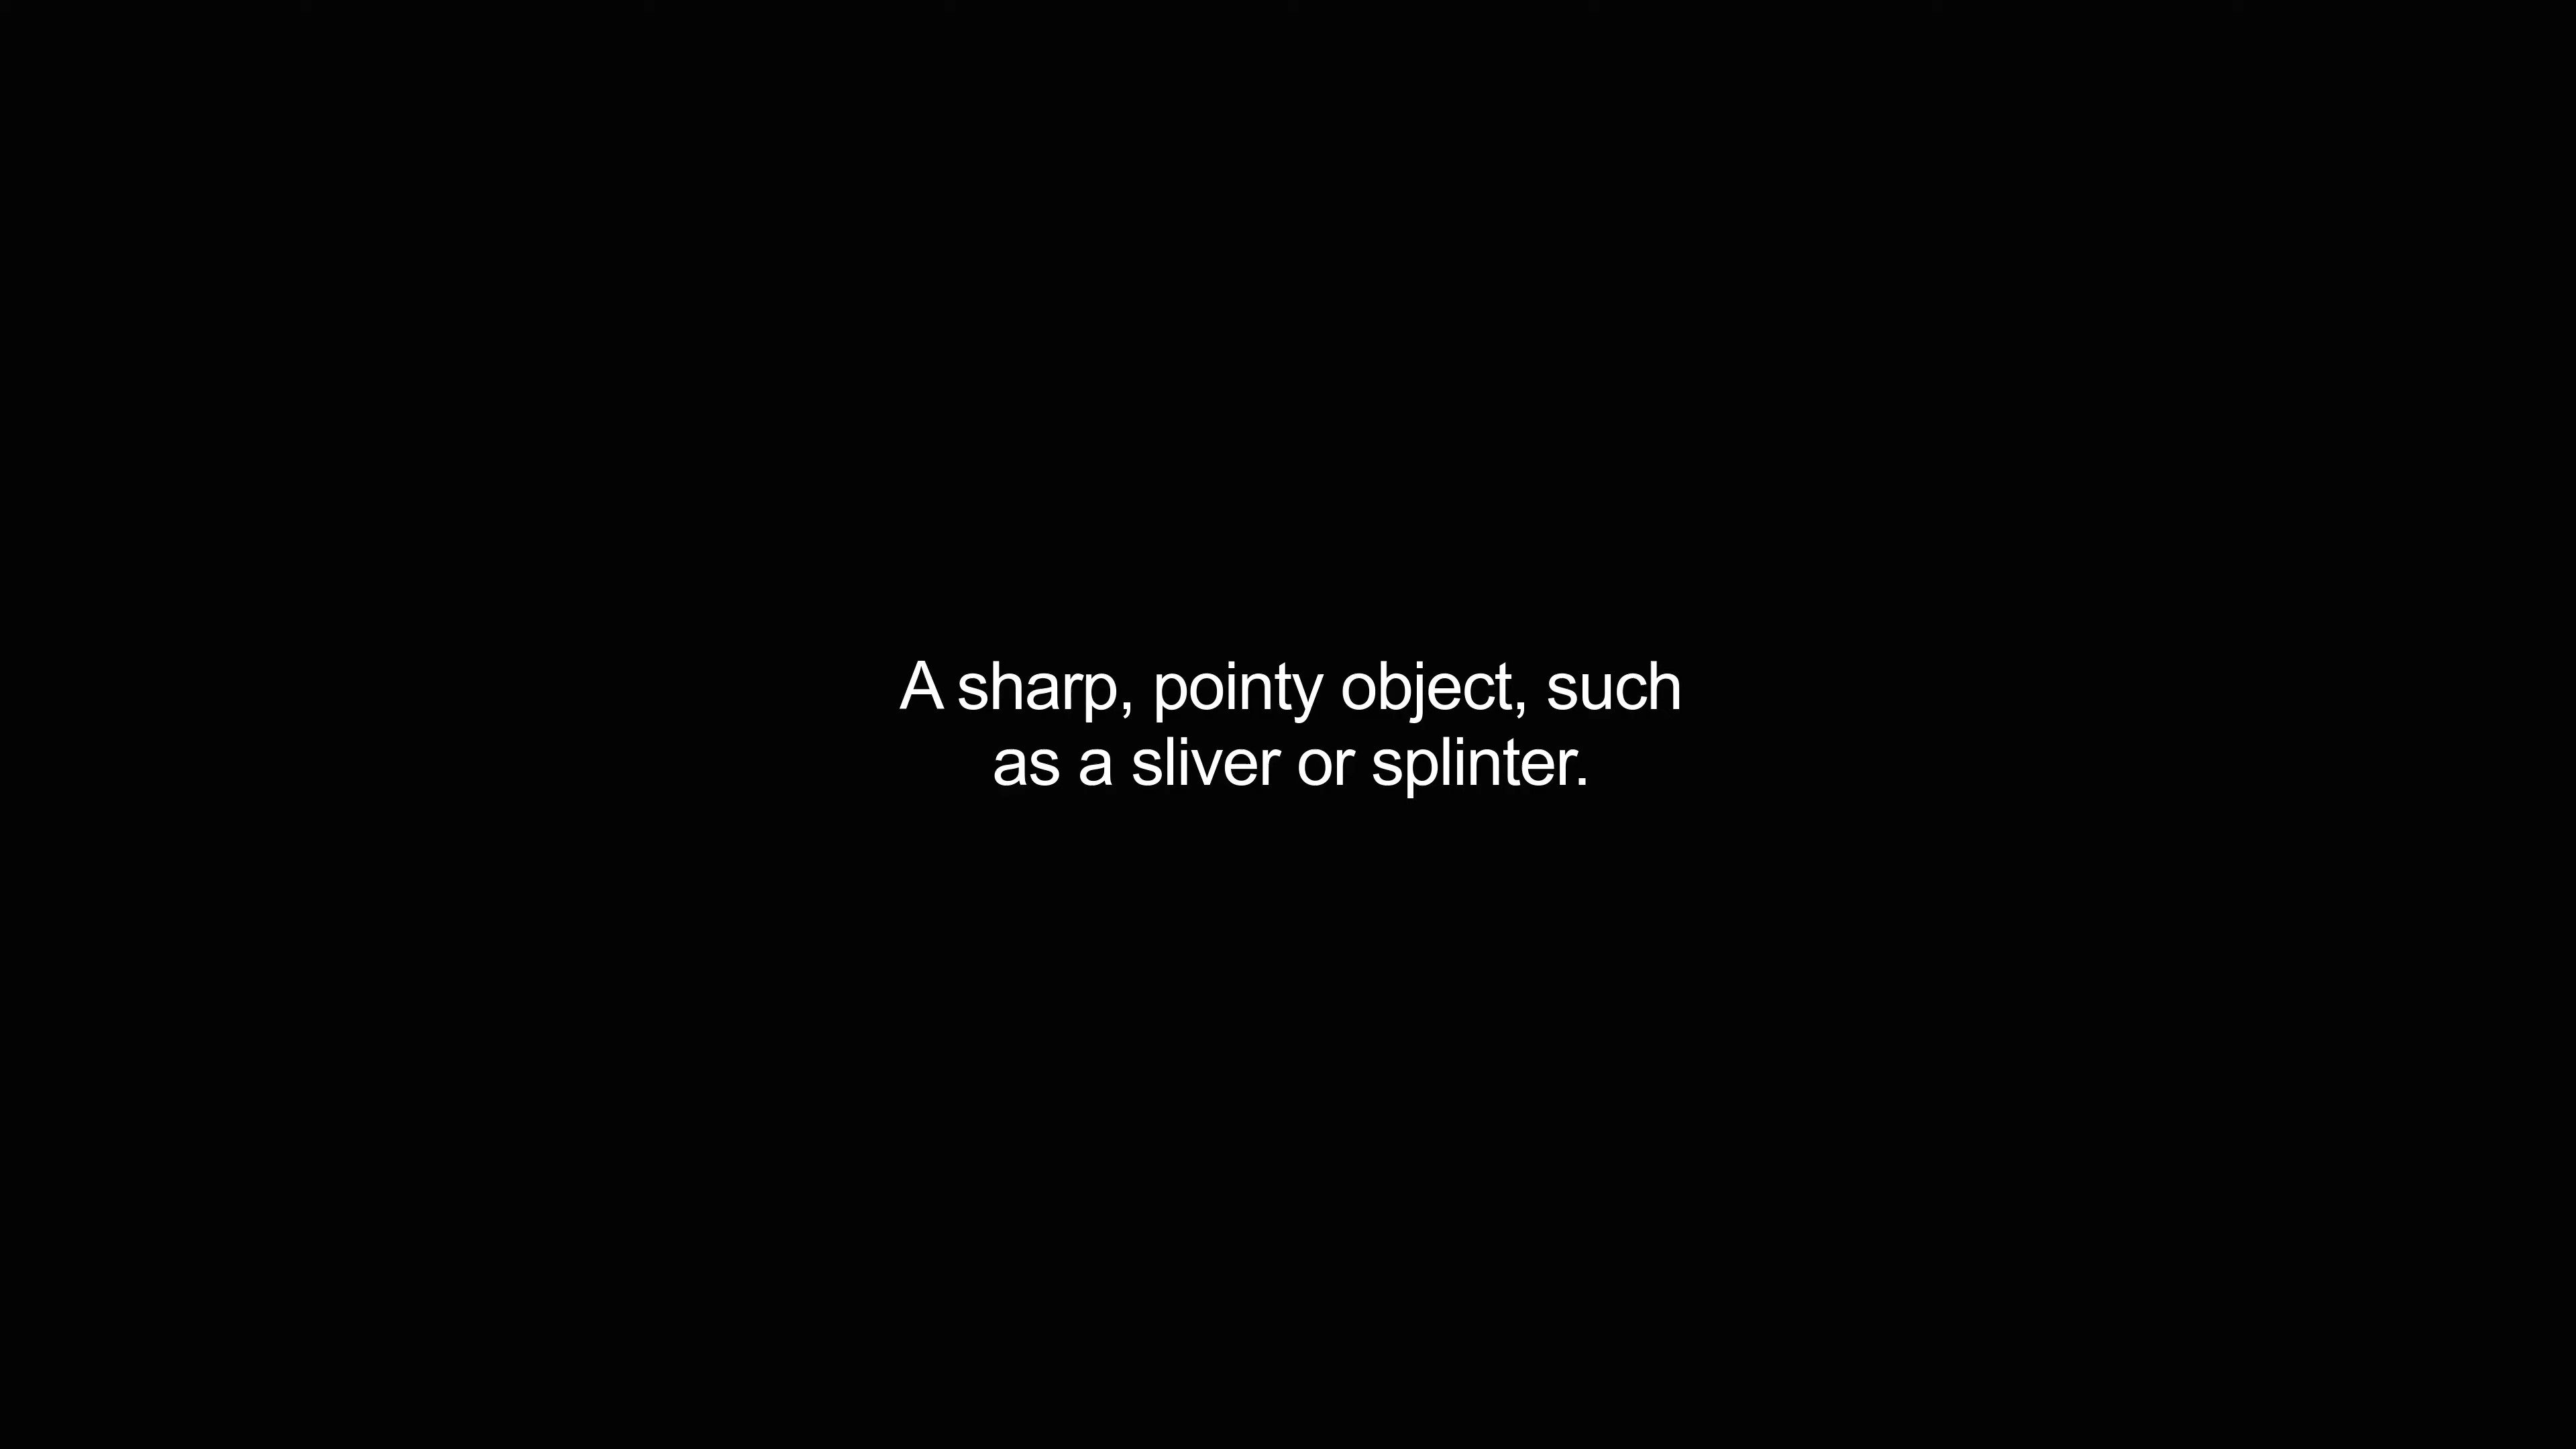 A sharp, pointy object, such
as a sliver or splinter.